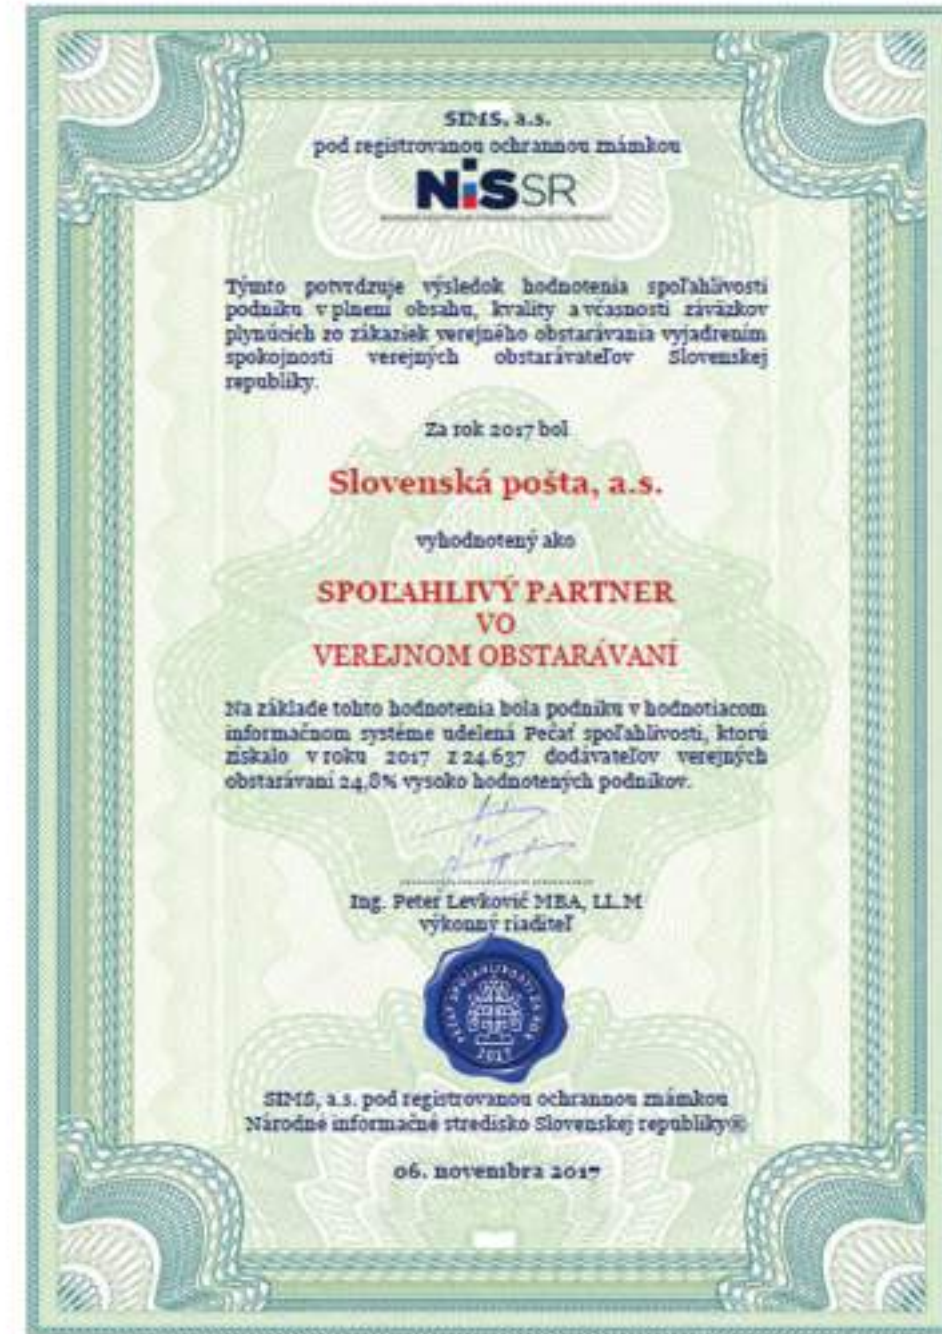 SIMS, a.s.
pod registrovanou ochrannou známkou
NiSSR
Týmto potvrdzuje výsledok hodnotenia spoľahlivosti
podniku v plnení obsahu, kvality a včasnosti záväzkov
plynúcich zo zákaziek verejného obstarávania vyjadrením
spokojnosti verejných obstarávateľov Slovenskej
republiky.
Za rok 2017 bol
Slovenská pošta, a.s.
vyhodnotený ako
SPOĽAHLIVÝ PARTNER
VO
VEREJNOM OBSTARÁVANÍ
Na základe tohto hodnotenia bola podniku v hodnotiacom
informačnom systéme udelená Pečať spoľahlivosti, ktorú
získalo v roku 2017 z 24.637 dodávateľov verejných
obstarávaní 24,8% vysoko hodnotených podnikov.
Ing. Peter Levkovič MBA, LL.M
výkonný riaditeľ
PEČAŤ SPOĽAHLIVOSTI ZA ROK
2017
SIMS, a.s. pod registrovanou ochrannou známkou
Národné informačné stredisko Slovenskej republiky®
06. novembra 2017